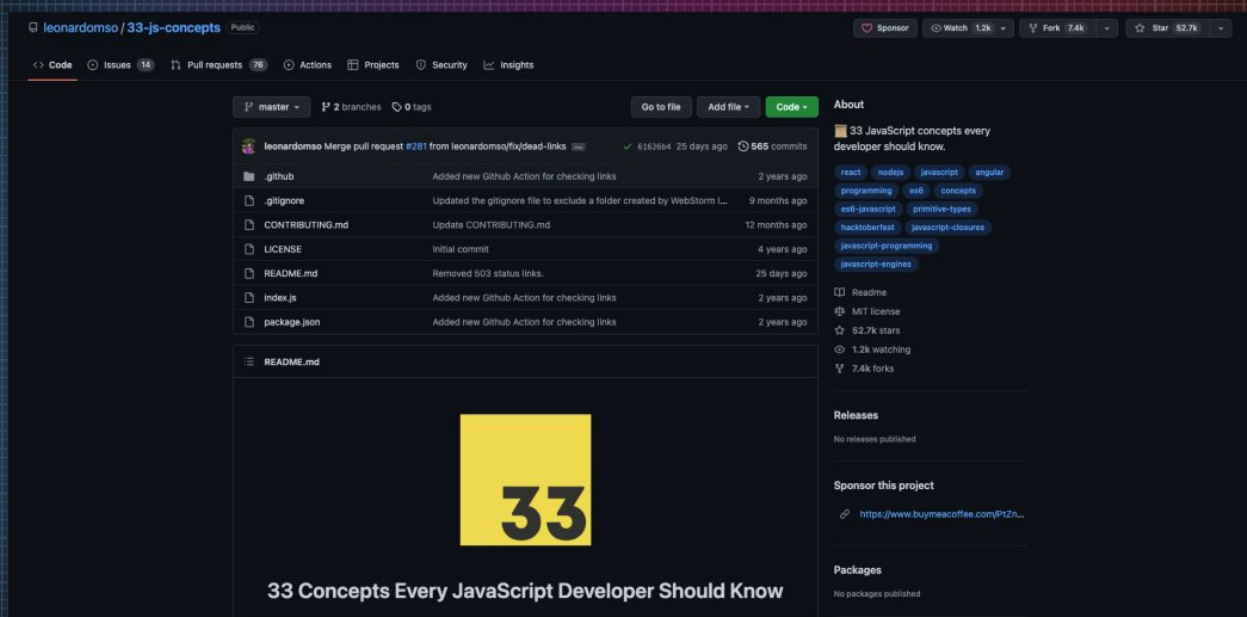 leonardomso / 33-js-concepts Public
Sponsor Watch 1.2k Fork 7.4k Star 52.7k
<> Code Issues 14 Pull requests 76 Actions Projects Security Insights
master 2 branches 0 tags Go to file Add file Code
leonardomso Merge pull request #281 from leonardomso/fix/dead-links ... 61626b4 25 days ago 565 commits
.github Added new Github Action for checking links 2 years ago
.gitignore Updated the gitignore file to exclude a folder created by WebStorm I... 9 months ago
CONTRIBUTING.md Update CONTRIBUTING.md 12 months ago
LICENSE Initial commit 4 years ago
README.md Removed 503 status links. 25 days ago
index.js Added new Github Action for checking links 2 years ago
package.json Added new Github Action for checking links 2 years ago
README.md
33
33 Concepts Every JavaScript Developer Should Know
About
33 JavaScript concepts every
developer should know.
react nodejs javascript angular
programming es6 concepts
es6-javascript primitive-types
hacktoberfest javascript-closures
javascript-programming
javascript-engines
Readme
MIT license
52.7k stars
1.2k watching
7.4k forks
Releases
No releases published
Sponsor this project
https://www.buymeacoffee.com/PtZn...
Packages
No packages published